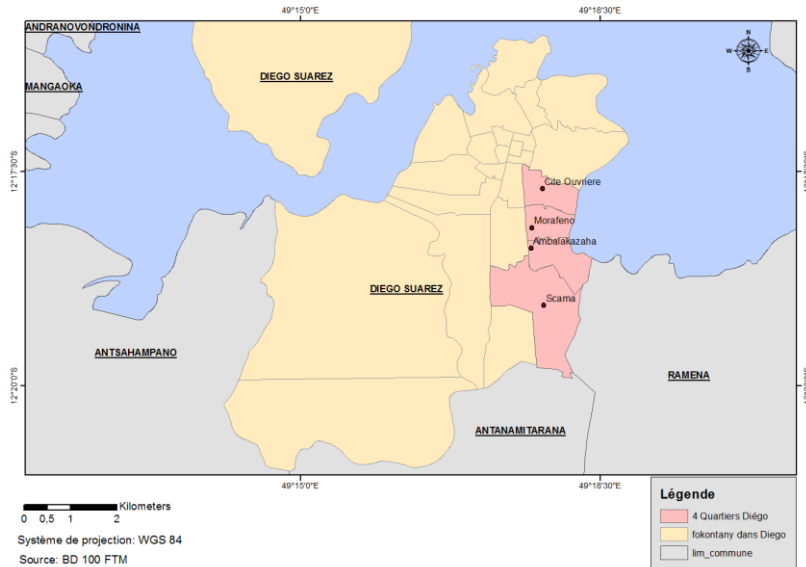 49°15'0"E
49°18'30"E
ANDRANOVONDRONINA
N
W
E
S
DIEGO SUAREZ
MANGAOKA
12°17'30"S
Cite Ouvriere
Morafeno
Ambalakazaha
DIEGO SUAREZ
Scama
ANTSAHAMPANO
RAMENA
12°20'0"S
ANTANAMITARANA
49°15'0"E
49°18'30"E
Kilometers
0 0,5 1 2
Système de projection: WGS 84
Source: BD 100 FTM
Légende
4 Quartiers Diégo
fokontany dans Diego
lim_commune